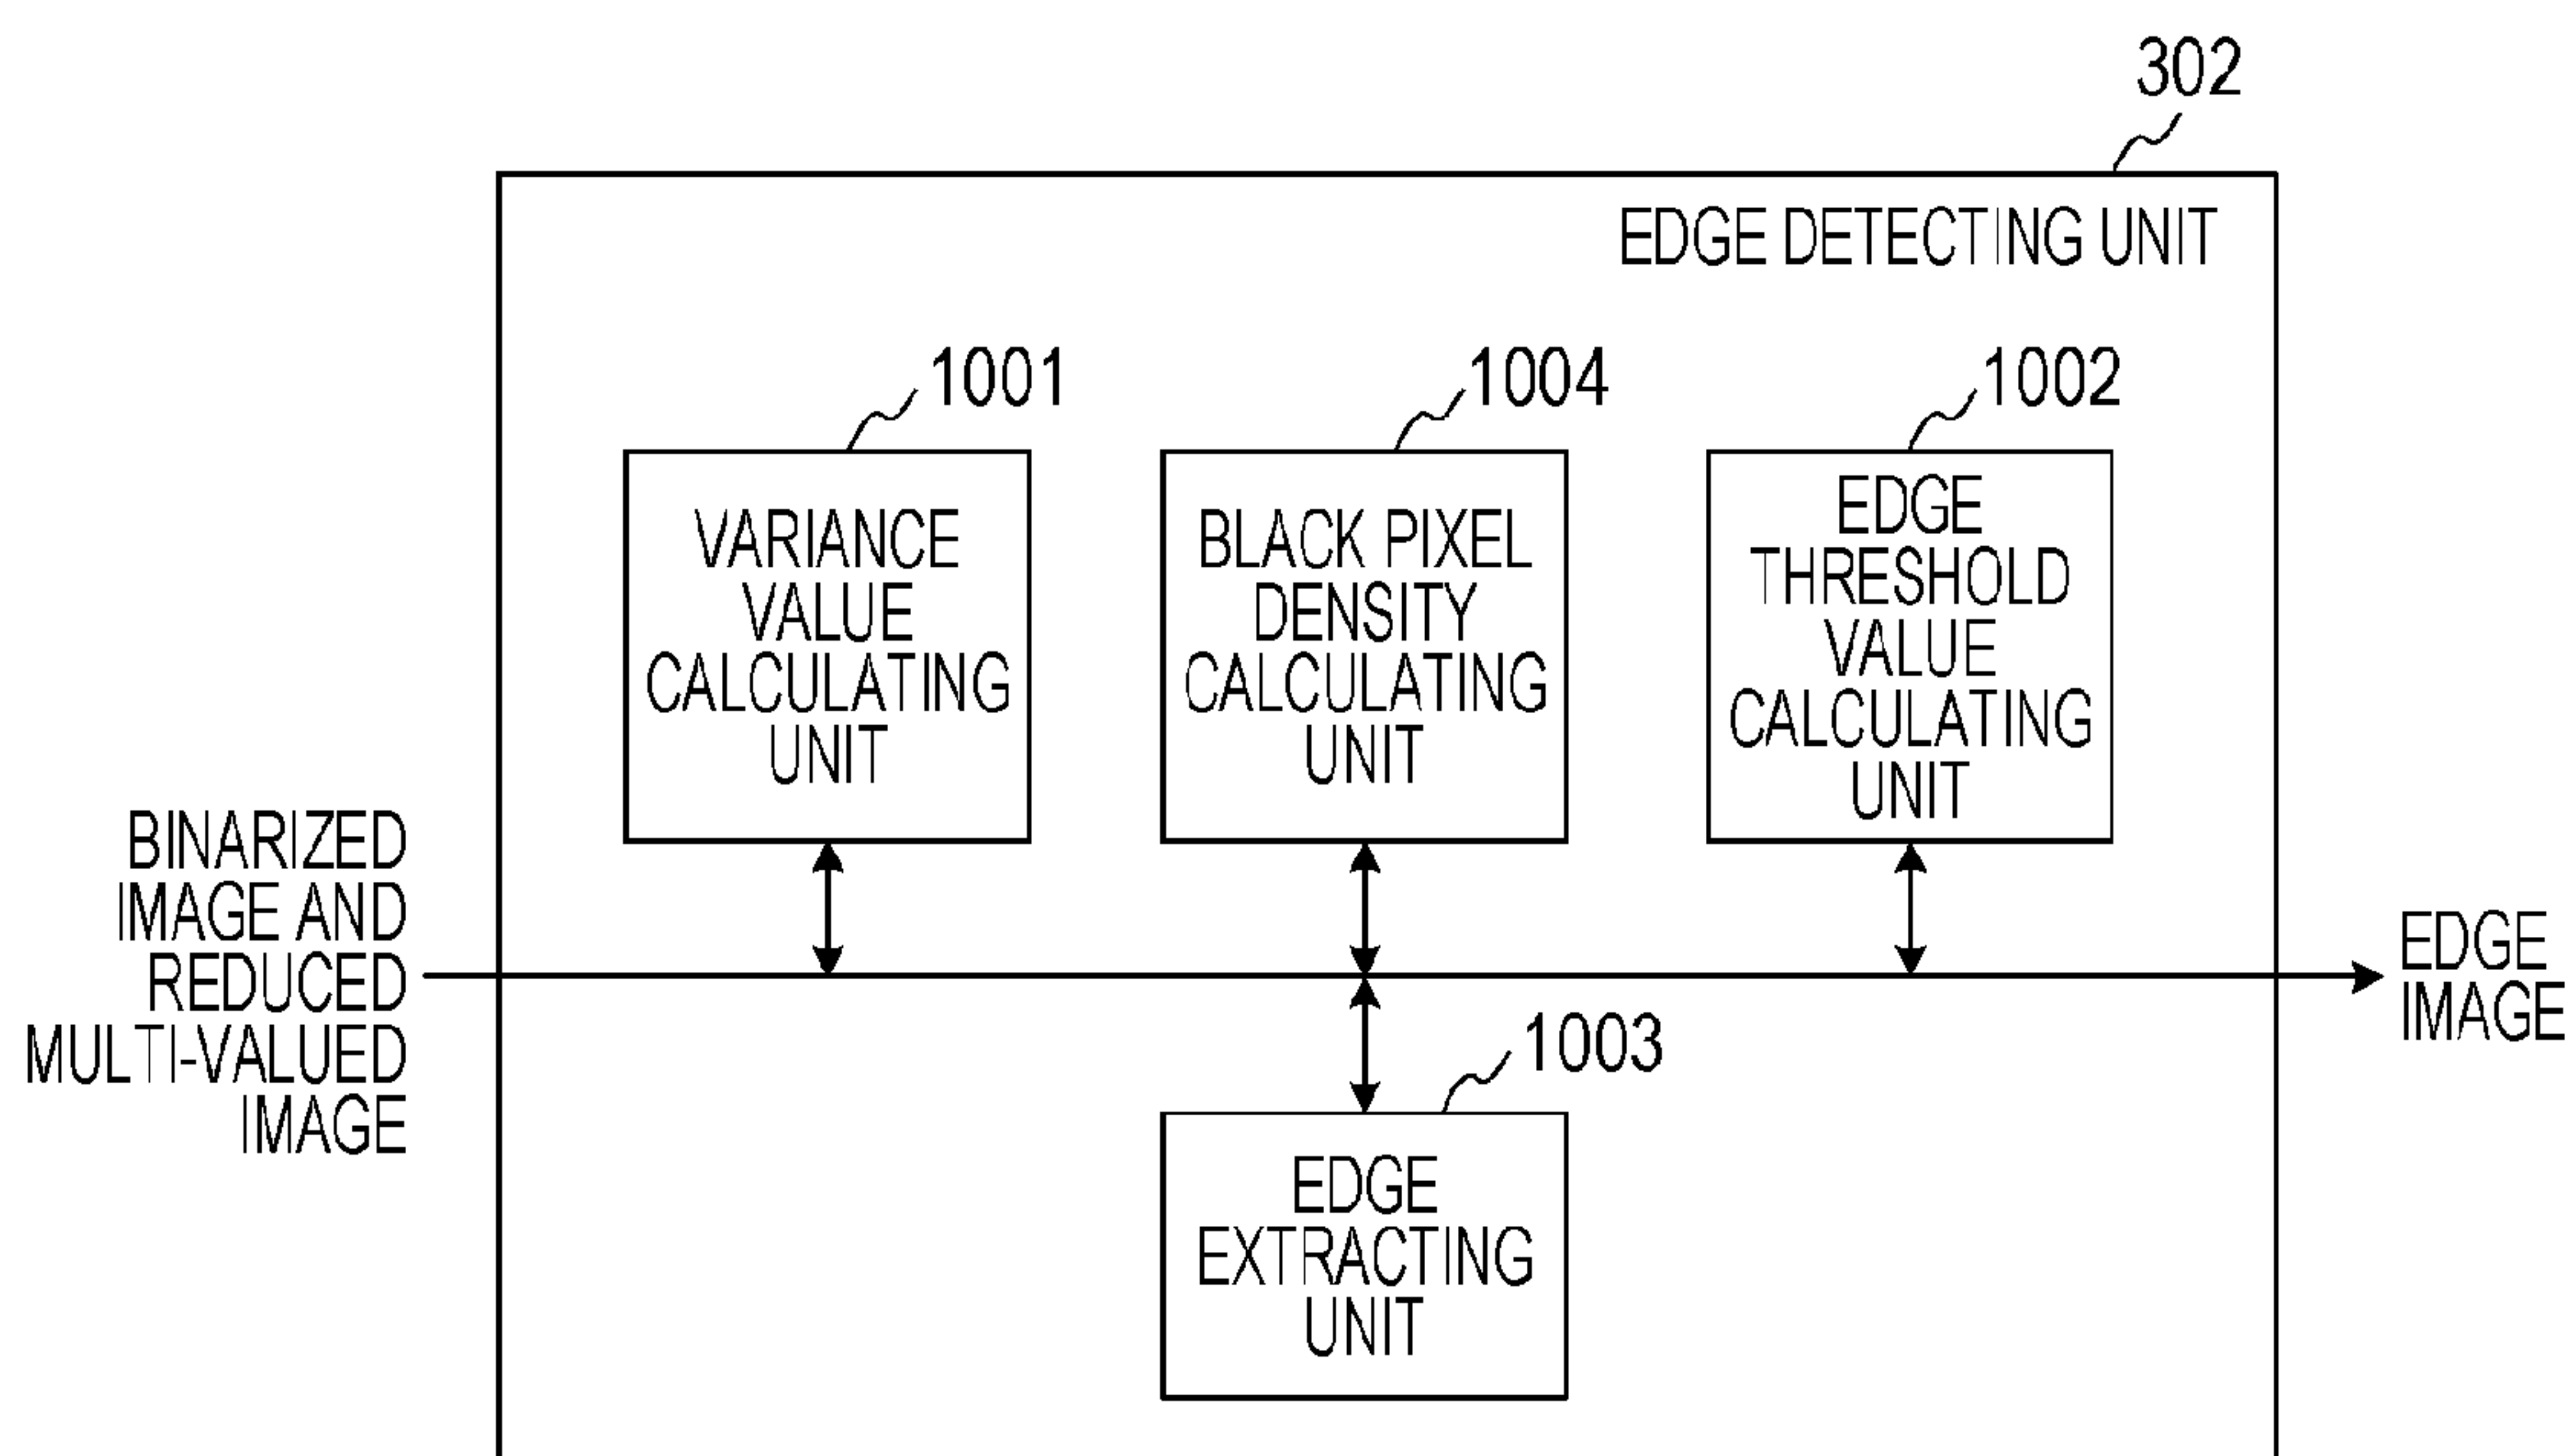 302
EDGE DETECTING UNIT
1001
VARIANCE
VALUE
CALCULATING
UNIT
1004
BLACK PIXEL
DENSITY
CALCULATING
UNIT
1002
EDGE
THRESHOLD
VALUE
CALCULATING
UNIT
BINARIZED
IMAGE AND
REDUCED
MULTI-VALUED
IMAGE
EDGE
IMAGE
1003
EDGE
EXTRACTING
UNIT